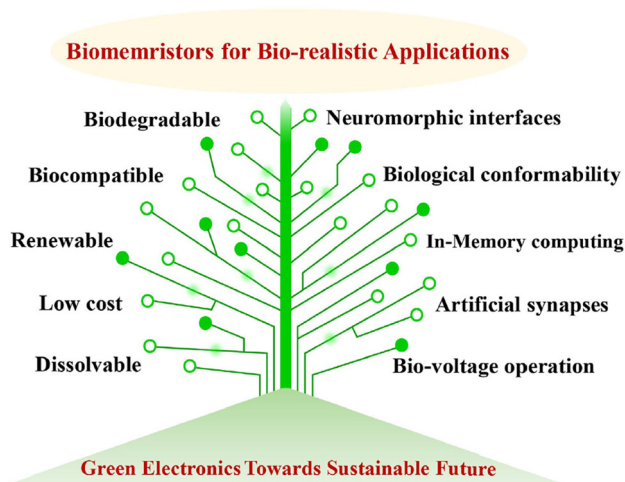 Biomemristors for Bio-realistic Applications
Biodegradable
Neuromorphic interfaces
Biocompatible
Biological conformability
Renewable
In-Memory computing
Low cost
Artificial synapses
Dissolvable
Bio-voltage operation
Green Electronics Towards Sustainable Future